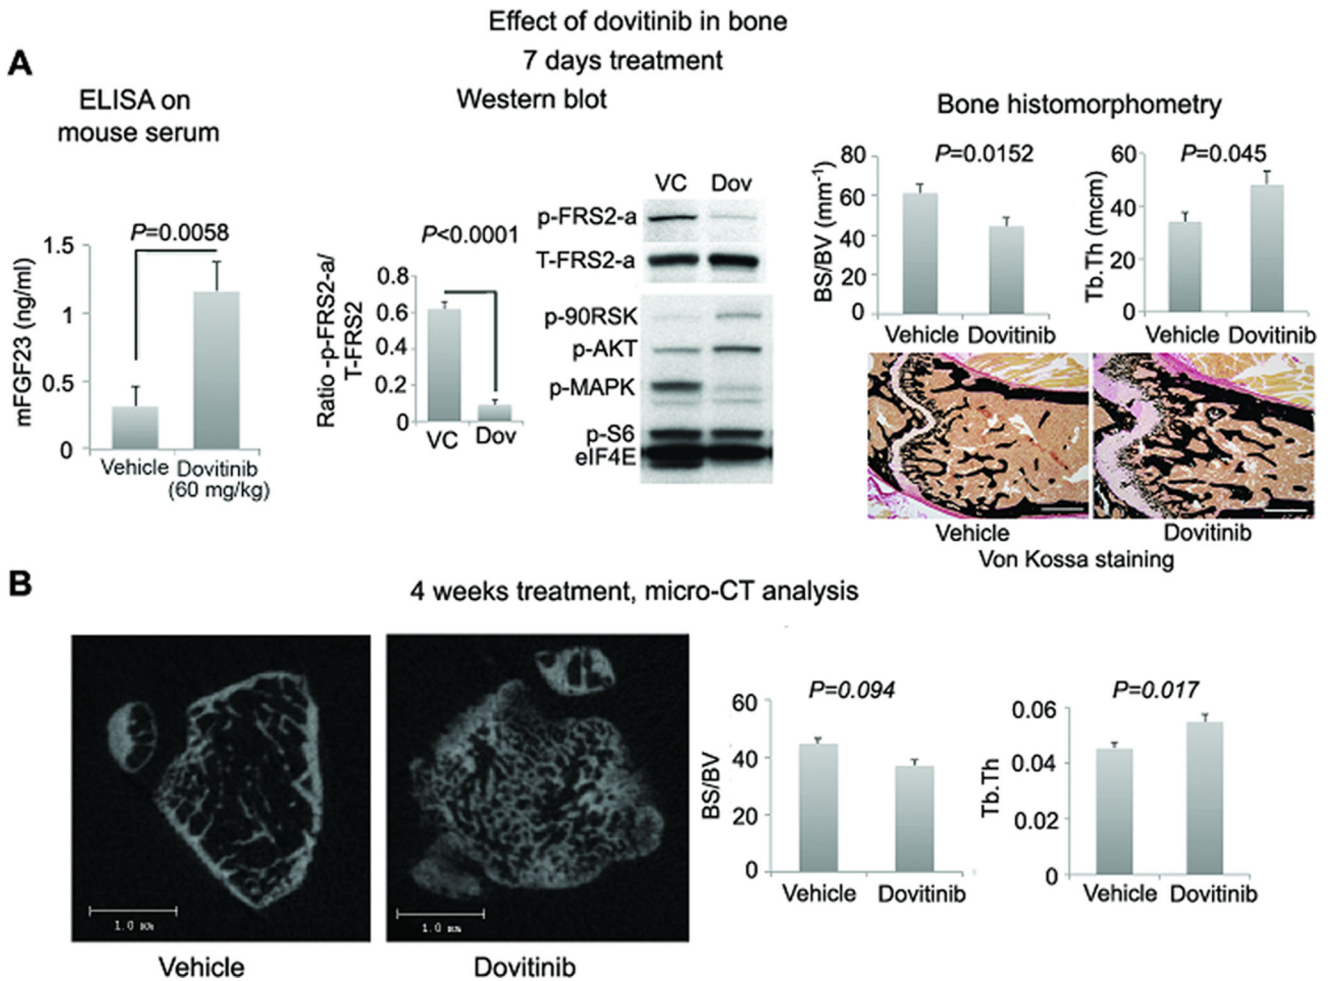 Effect of dovitinib in bone
7 days treatment
A
ELISA on
mouse serum
Western blot
Bone histomorphometry
P=0.0058
mFGF23 (ng/ml)
1.5
1
0.5
0
Vehicle
Dovitinib
(60 mg/kg)
P<0.0001
Ratio -p-FRS2-a/
T-FRS2
0.8
0.6
0.4
0.2
0
VC
Dov
VC Dov
p-FRS2-a
T-FRS2-a
p-90RSK
p-AKT
p-MAPK
p-S6
eIF4E
P=0.0152
BS/BV (mm-1)
80
60
40
20
0
Vehicle Dovitinib
P=0.045
Tb.Th (mcm)
60
40
20
0
Vehicle Dovitinib
Vehicle
Dovitinib
Von Kossa staining
B
4 weeks treatment, micro-CT analysis
1.0 mm
Vehicle
1.0 mm
Dovitinib
P=0.094
BS/BV
60
40
20
0
Vehicle Dovitinib
P=0.017
Tb.Th
0.06
0.04
0.02
0
Vehicle Dovitinib